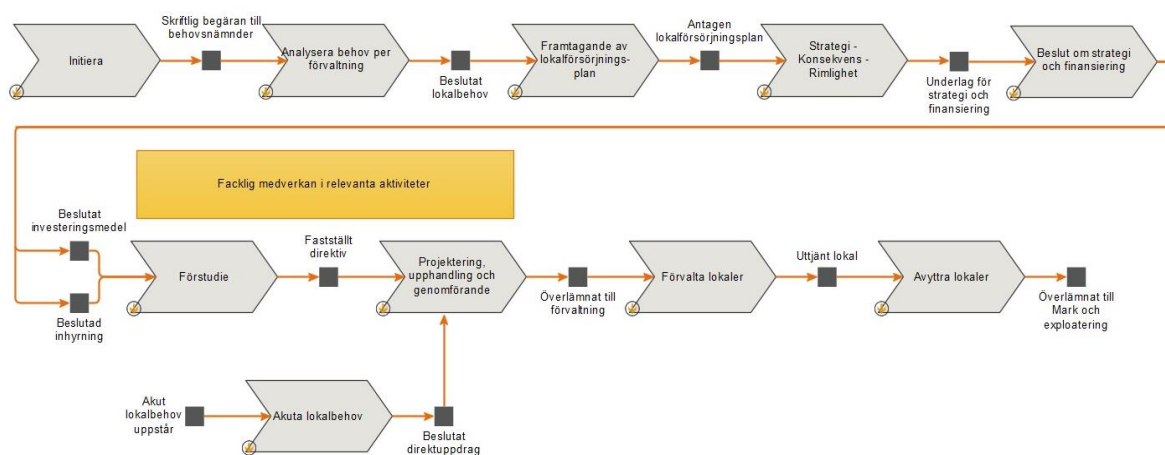 Initiera
Skriftlig begäran till
behovsnämnder
Analysera behov per
förvaltning
Beslutat
lokalbehov
Framtagande av
lokalförsörjnings-
plan
Antagen
lokalförsörjningsplan
Strategi -
Konsekvens -
Rimlighet
Underlag för
strategi och
finansiering
Beslut om strategi
och finansiering
Facklig medverkan i relevanta aktiviteter
Beslutat
investeringsmedel
Beslutad
inhyrning
Förstudie
Fastställt
direktiv
Projektering,
upphandling och
genomförande
Överlämnat till
förvaltning
Förvalta lokaler
Uttjänt lokal
Avyttra lokaler
Överlämnat till
Mark och
exploatering
Akut
lokalbehov
uppstår
Akuta lokalbehov
Beslutat
direktuppdrag